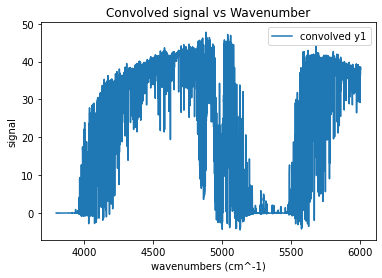 Convolved signal vs Wavenumber
convolved y1
signal
50
40
30
20
10
0
4000 4500 5000 5500 6000
wavenumbers (cm^-1)